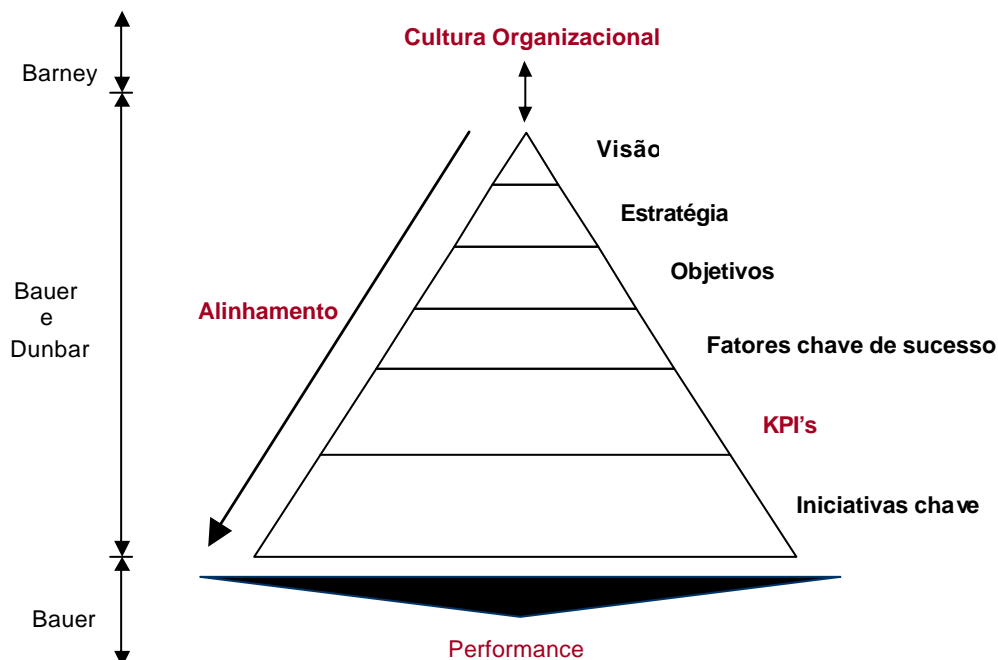 Cultura Organizacional
Barney
Visão
Estratégia
Objetivos
Bauer
e
Dunbar
Alinhamento
Fatores chave de sucesso
KPI's
Iniciativas chave
Bauer
Performance